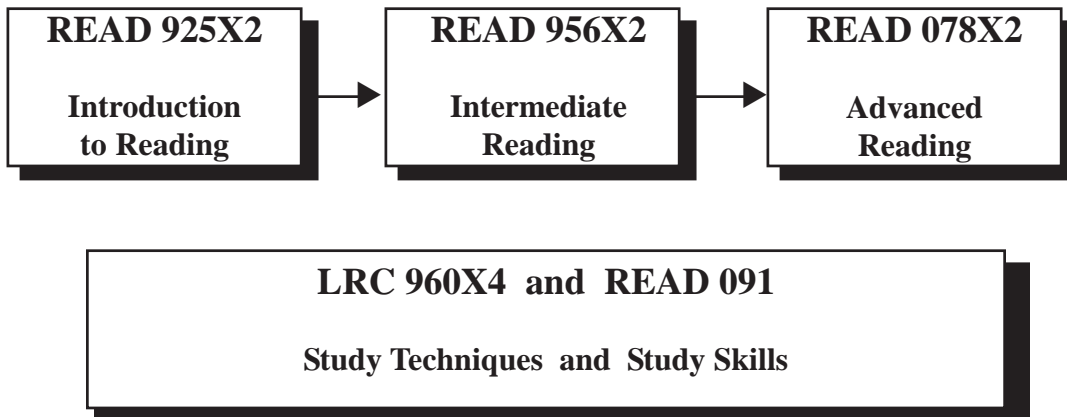 READ 925X2
Introduction
to Reading
READ 956X2
Intermediate
Reading
READ 078X2
Advanced
Reading
LRC 960X4 and READ 091
Study Techniques and Study Skills